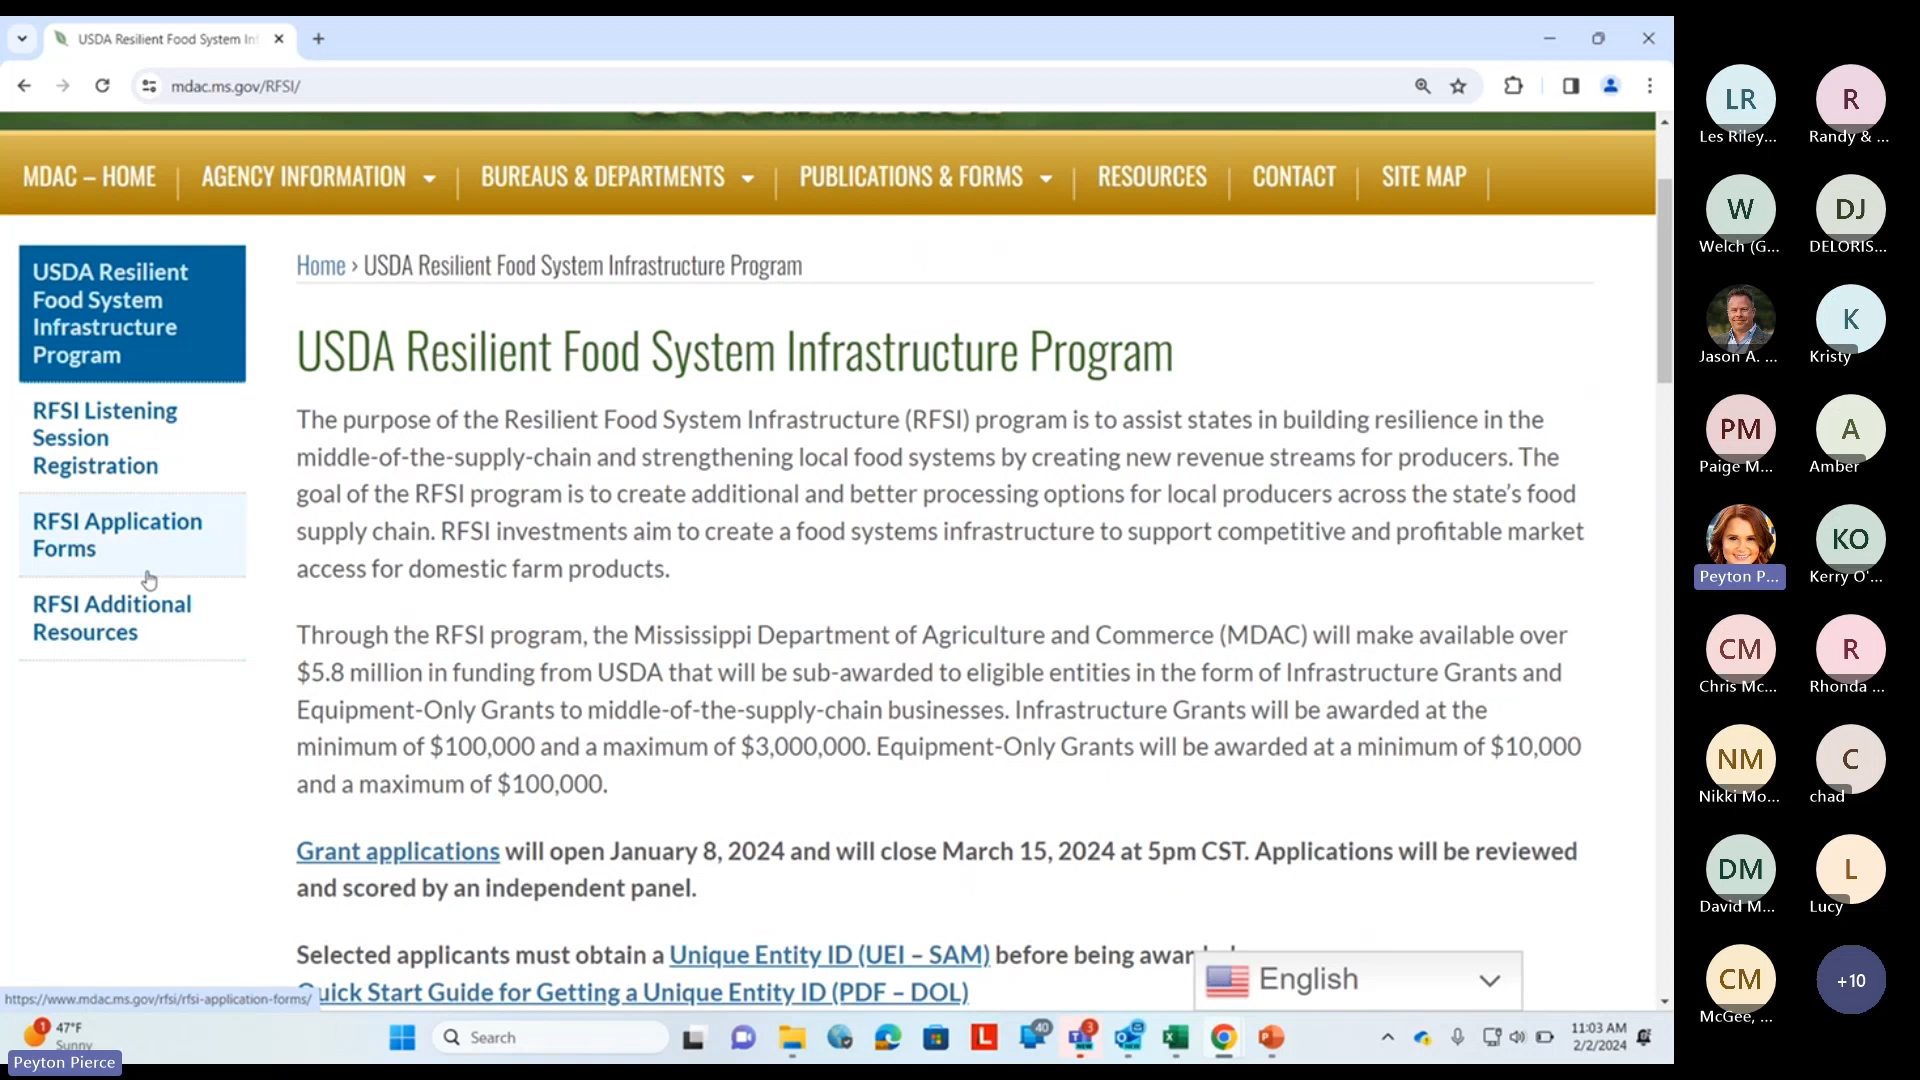 USDA Resilient Food System In
mdac.ms.gov/RFSI/
MDAC – HOME
AGENCY INFORMATION
BUREAUS & DEPARTMENTS
PUBLICATIONS & FORMS
RESOURCES
CONTACT
SITE MAP
USDA Resilient
Food System
Infrastructure
Program
RFSI Listening
Session
Registration
RFSI Application
Forms
RFSI Additional
Resources
Home › USDA Resilient Food System Infrastructure Program
USDA Resilient Food System Infrastructure Program
The purpose of the Resilient Food System Infrastructure (RFSI) program is to assist states in building resilience in the
middle-of-the-supply-chain and strengthening local food systems by creating new revenue streams for producers. The
goal of the RFSI program is to create additional and better processing options for local producers across the state’s food
supply chain. RFSI investments aim to create a food systems infrastructure to support competitive and profitable market
access for domestic farm products.
Through the RFSI program, the Mississippi Department of Agriculture and Commerce (MDAC) will make available over
$5.8 million in funding from USDA that will be sub-awarded to eligible entities in the form of Infrastructure Grants and
Equipment-Only Grants to middle-of-the-supply-chain businesses. Infrastructure Grants will be awarded at the
minimum of $100,000 and a maximum of $3,000,000. Equipment-Only Grants will be awarded at a minimum of $10,000
and a maximum of $100,000.
Grant applications will open January 8, 2024 and will close March 15, 2024 at 5pm CST. Applications will be reviewed
and scored by an independent panel.
Selected applicants must obtain a Unique Entity ID (UEI – SAM) before being awar
uick Start Guide for Getting a Unique Entity ID (PDF – DOL)
English
https://www.mdac.ms.gov/rfsi/rfsi-application-forms/
1
47°F
Sunny
Search
L
40
3
11:03 AM
2/2/2024
Peyton Pierce
LR
Les Riley...
R
Randy & ...
W
Welch (G...
DJ
DELORIS...
Jason A. ...
K
Kristy
PM
Paige M...
A
Amber
Peyton P...
KO
Kerry O'...
CM
Chris Mc...
R
Rhonda ...
NM
Nikki Mo...
C
chad
DM
David M...
L
Lucy
CM
McGee, ...
+10